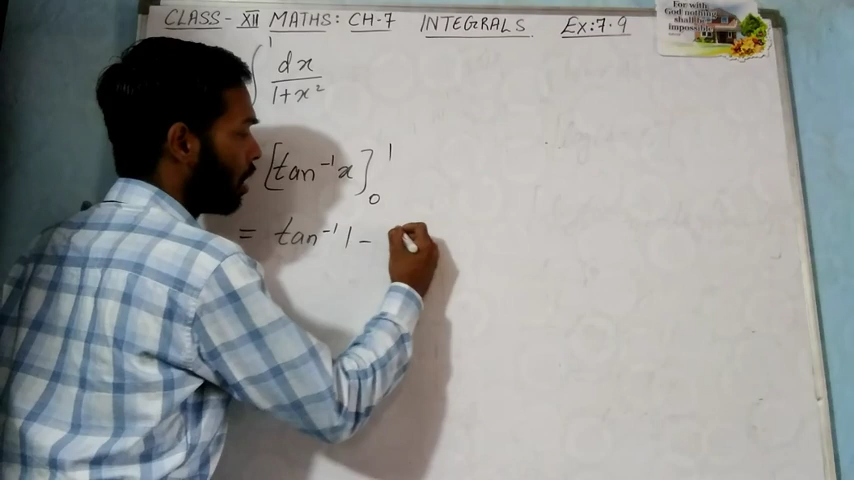 CLASS - XII MATHS: CH-7 INTEGRALS EX:7.9
For with
God nothing
shall be
impossible
∫ 1 dx / 1+x²
[tan⁻¹x]₀¹
= tan⁻¹1 -